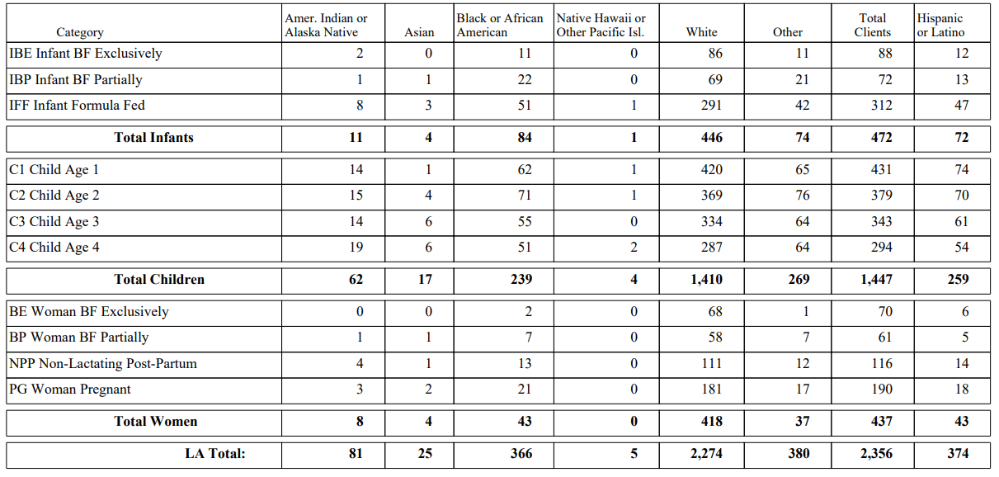 Category Amer. Indian or Alaska Native Asian Black or African American Native Hawaii or Other Pacific Isl. White Other Total Clients Hispanic or Latino
IBE Infant BF Exclusively 2 0 11 0 86 11 88 12
IBP Infant BF Partially 1 1 22 0 69 21 72 13
IFF Infant Formula Fed 8 3 51 1 291 42 312 47
Total Infants 11 4 84 1 446 74 472 72
C1 Child Age 1 14 1 62 1 420 65 431 74
C2 Child Age 2 15 4 71 1 369 76 379 70
C3 Child Age 3 14 6 55 0 334 64 343 61
C4 Child Age 4 19 6 51 2 287 64 294 54
Total Children 62 17 239 4 1,410 269 1,447 259
BE Woman BF Exclusively 0 0 2 0 68 1 70 6
BP Woman BF Partially 1 1 7 0 58 7 61 5
NPP Non-Lactating Post-Partum 4 1 13 0 111 12 116 14
PG Woman Pregnant 3 2 21 0 181 17 190 18
Total Women 8 4 43 0 418 37 437 43
LA Total: 81 25 366 5 2,274 380 2,356 374